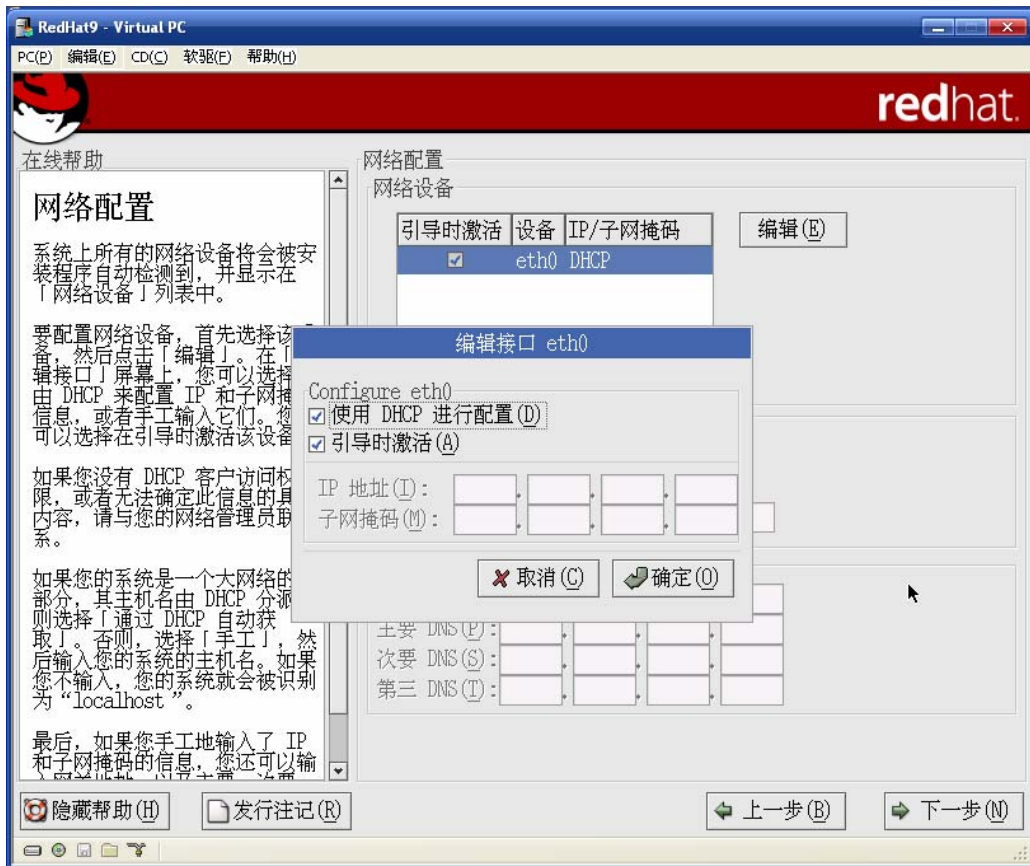 RedHat9 - Virtual PC
PC(P) 编辑(E) CD(C) 软驱(F) 帮助(H)
redhat.
在线帮助
网络配置
系统上所有的网络设备将会被安
装程序自动检测到，并显示在
「网络设备」列表中。
要配置网络设备，首先选择该
备，然后点击「编辑」。在「
辑接口」屏幕上，您可以选择
由 DHCP 来配置 IP 和子网掩
信息，或者手工输入它们。您
可以选择在引导时激活该设备
如果您没有 DHCP 客户访问权
限，或者无法确定此信息的具
内容，请与您的网络管理员联
系。
如果您的系统是一个大网络的
部分，其主机名由 DHCP 分派
则选择「通过 DHCP 自动获
取」。否则，选择「手工」，然
后输入您的系统的主机名。如果
您不输入，您的系统就会被识别
为“localhost ”。
最后，如果您手工地输入了 IP
和子网掩码的信息，您还可以输
网络配置
网络设备
引导时激活 设备 IP/子网掩码
eth0 DHCP
编辑(E)
编辑接口 eth0
Configure eth0
使用 DHCP 进行配置(D)
引导时激活(A)
IP 地址(I):
子网掩码(M):
取消(C) 确定(O)
主要 DNS(P):
次要 DNS(S):
第三 DNS(T):
隐藏帮助(H) 发行注记(R) 上一步(B) 下一步(N)